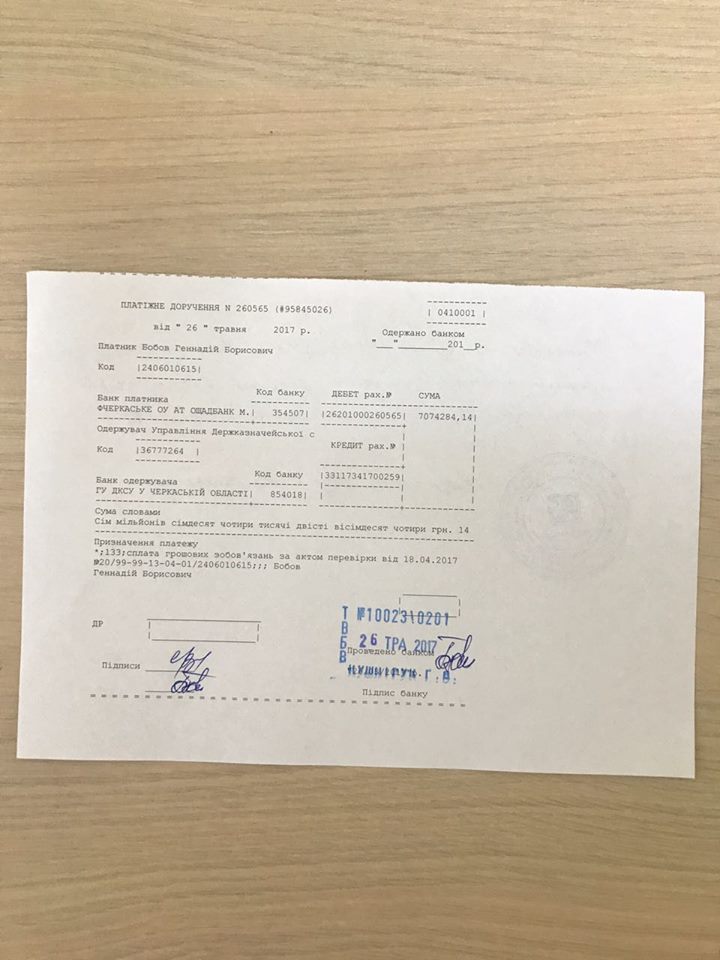 ПЛАТІЖНЕ ДОРУЧЕННЯ N 260565 (#95845026)
| 0410001 |
від " 26 " травня 2017 р.
Одержано банком
"___"________201__р.
Платник Бобов Геннадій Борисович
Код |2406010615|
Код банку ДЕБЕТ рах.№ СУМА
Банк платника
ФЧЕРКАСЬКЕ ОУ АТ ОЩАДБАНК М.| 354507| |26201000260565| 7074284,14|
Одержувач Управління Держказначейської с
КРЕДИТ рах.№
Код |36777264 |
Код банку |33117341700259|
Банк одержувача
ГУ ДКСУ У ЧЕРКАСЬКІЙ ОБЛАСТІ| 854018|
Сума словами
Сім мільйонів сімдесят чотири тисячі двісті вісімдесят чотири грн. 14
Призначення платежу
*;133;сплата грошових зобов'язань за актом перевірки від 18.04.2017
№20/99-99-13-04-01/2406010615;;; Бобов
Геннадій Борисович
ДР
ТВБВ №10023\0201
26 ТРА 2017
Проведено банком
Підписи
Підпис банку